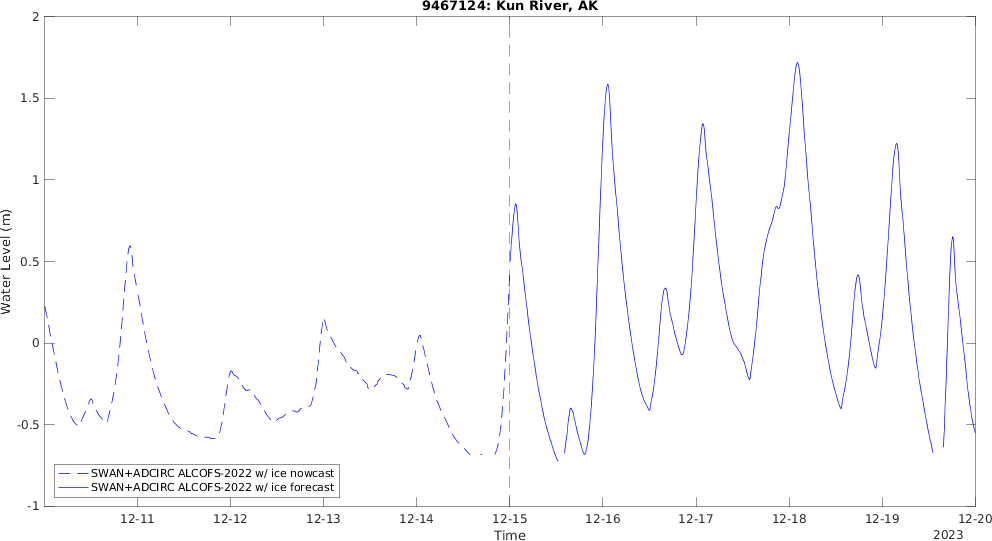 9467124: Kun River, AK
2
1.5
1
0.5
0
-0.5
-1
Water Level (m)
SWAN+ADCIRC ALCOFS-2022 w/ ice nowcast
SWAN+ADCIRC ALCOFS-2022 w/ ice forecast
12-11 12-12 12-13 12-14 12-15 12-16 12-17 12-18 12-19 12-20
Time
2023